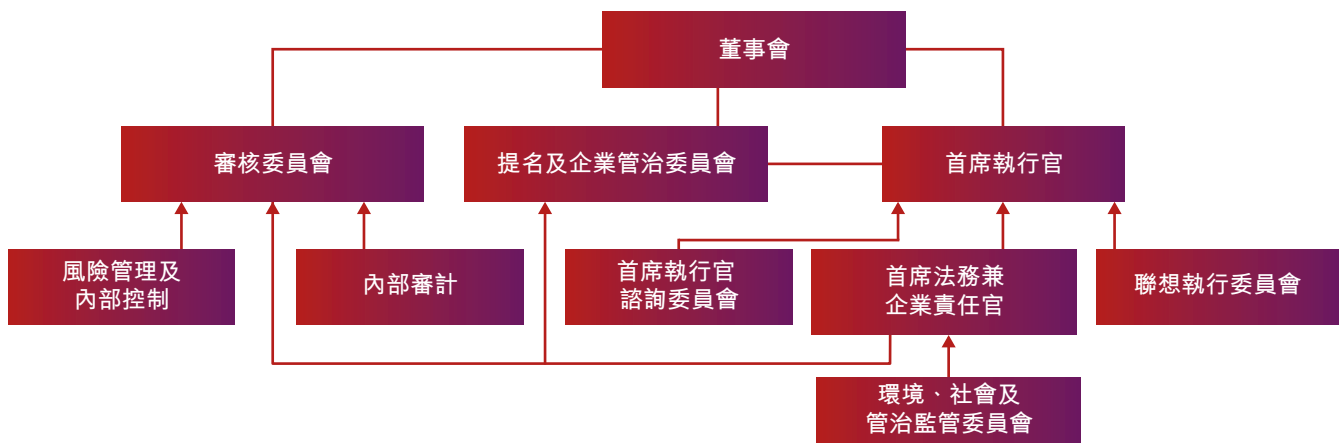 董事會
審核委員會
提名及企業管治委員會
首席執行官
風險管理及
內部控制
內部審計
首席執行官
諮詢委員會
首席法務兼
企業責任官
聯想執行委員會
環境、社會及
管治監管委員會